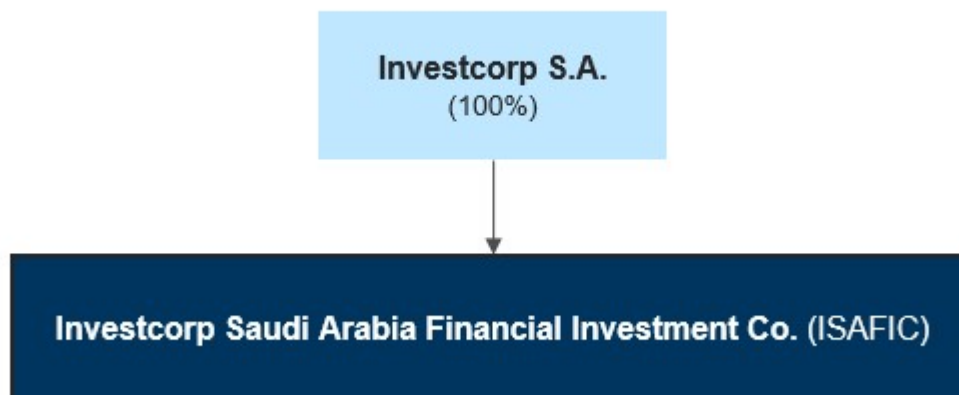 Investcorp S.A.
(100%)
Investcorp Saudi Arabia Financial Investment Co. (ISAFIC)